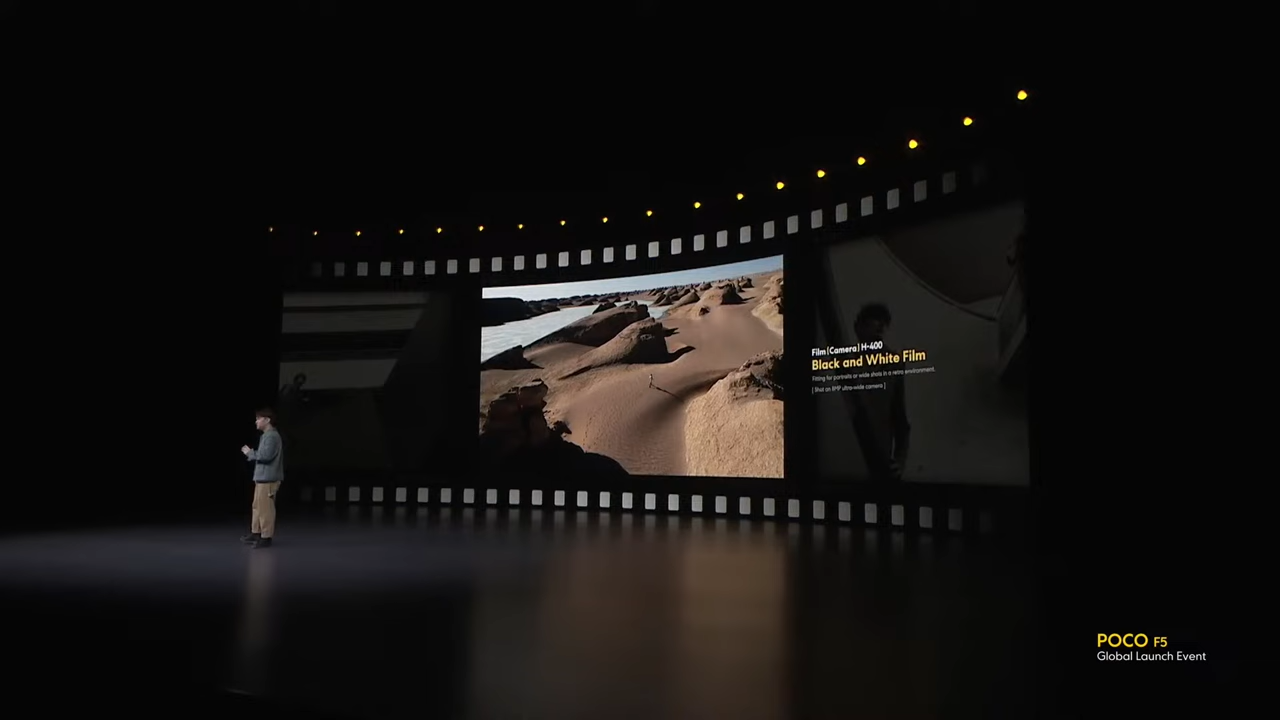 Film | Camera | H-400
Black and White Film
Fitting for portraits or wide shots in a retro environment.
[ Shot on 8MP ultra-wide camera ]
POCO F5
Global Launch Event